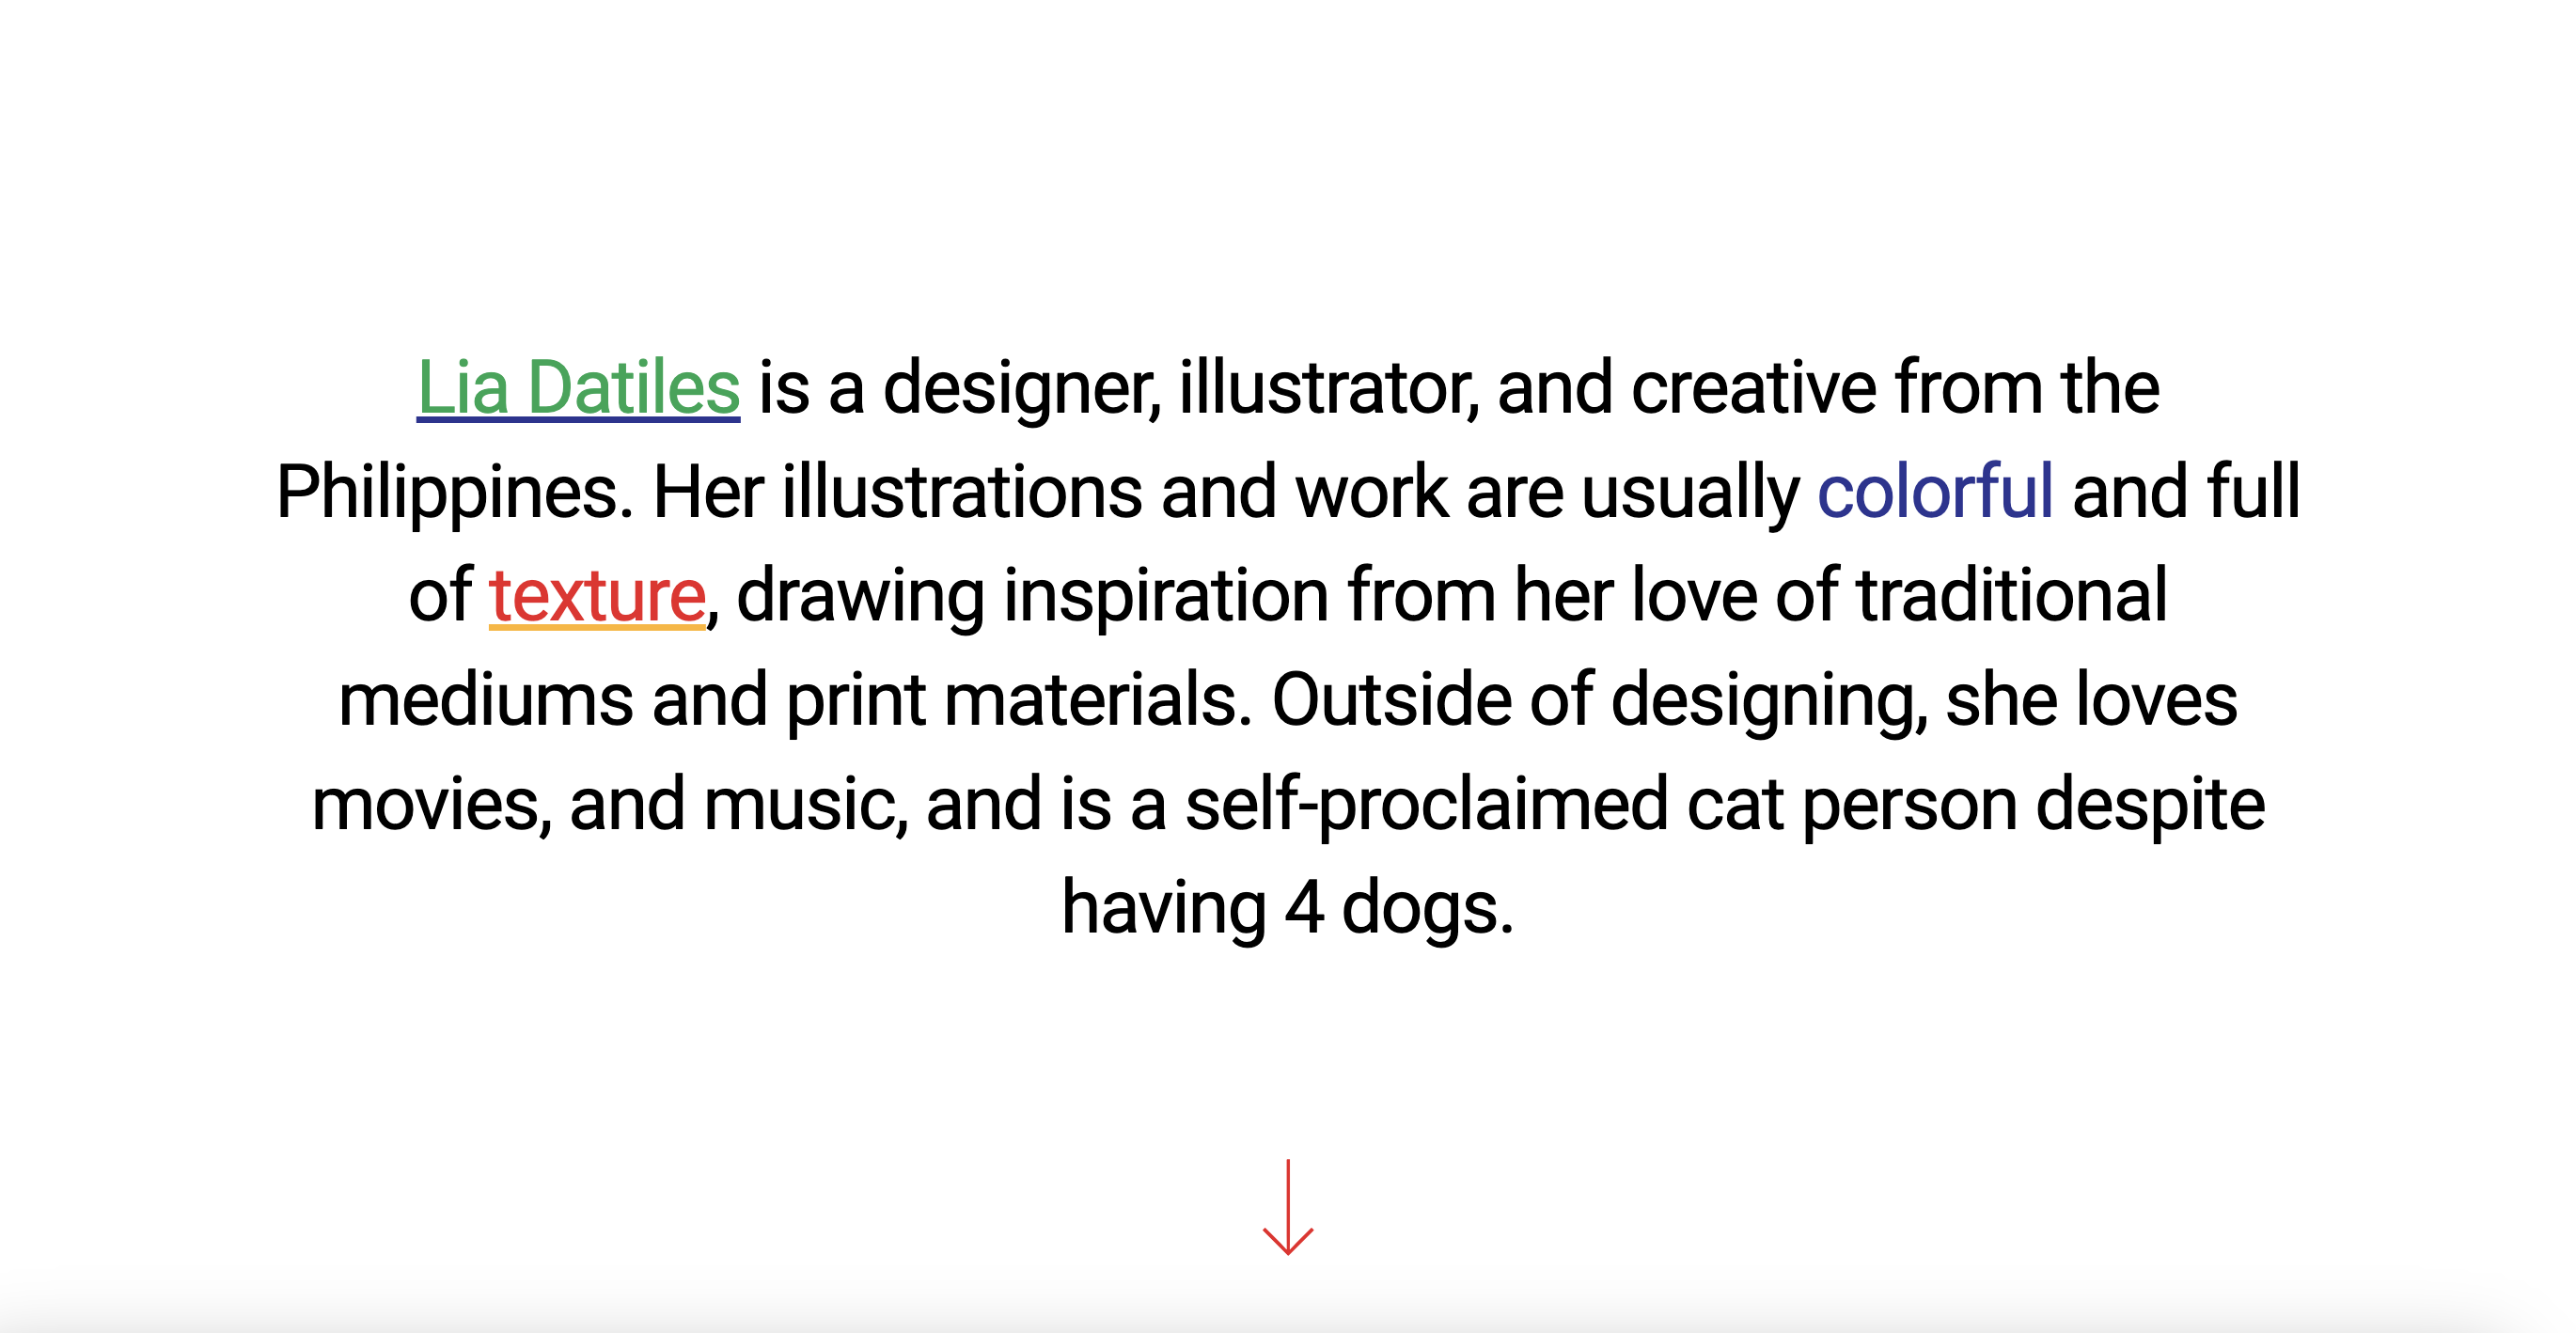 Lia Datiles is a designer, illustrator, and creative from the
Philippines. Her illustrations and work are usually colorful and full
of texture, drawing inspiration from her love of traditional
mediums and print materials. Outside of designing, she loves
movies, and music, and is a self-proclaimed cat person despite
having 4 dogs.